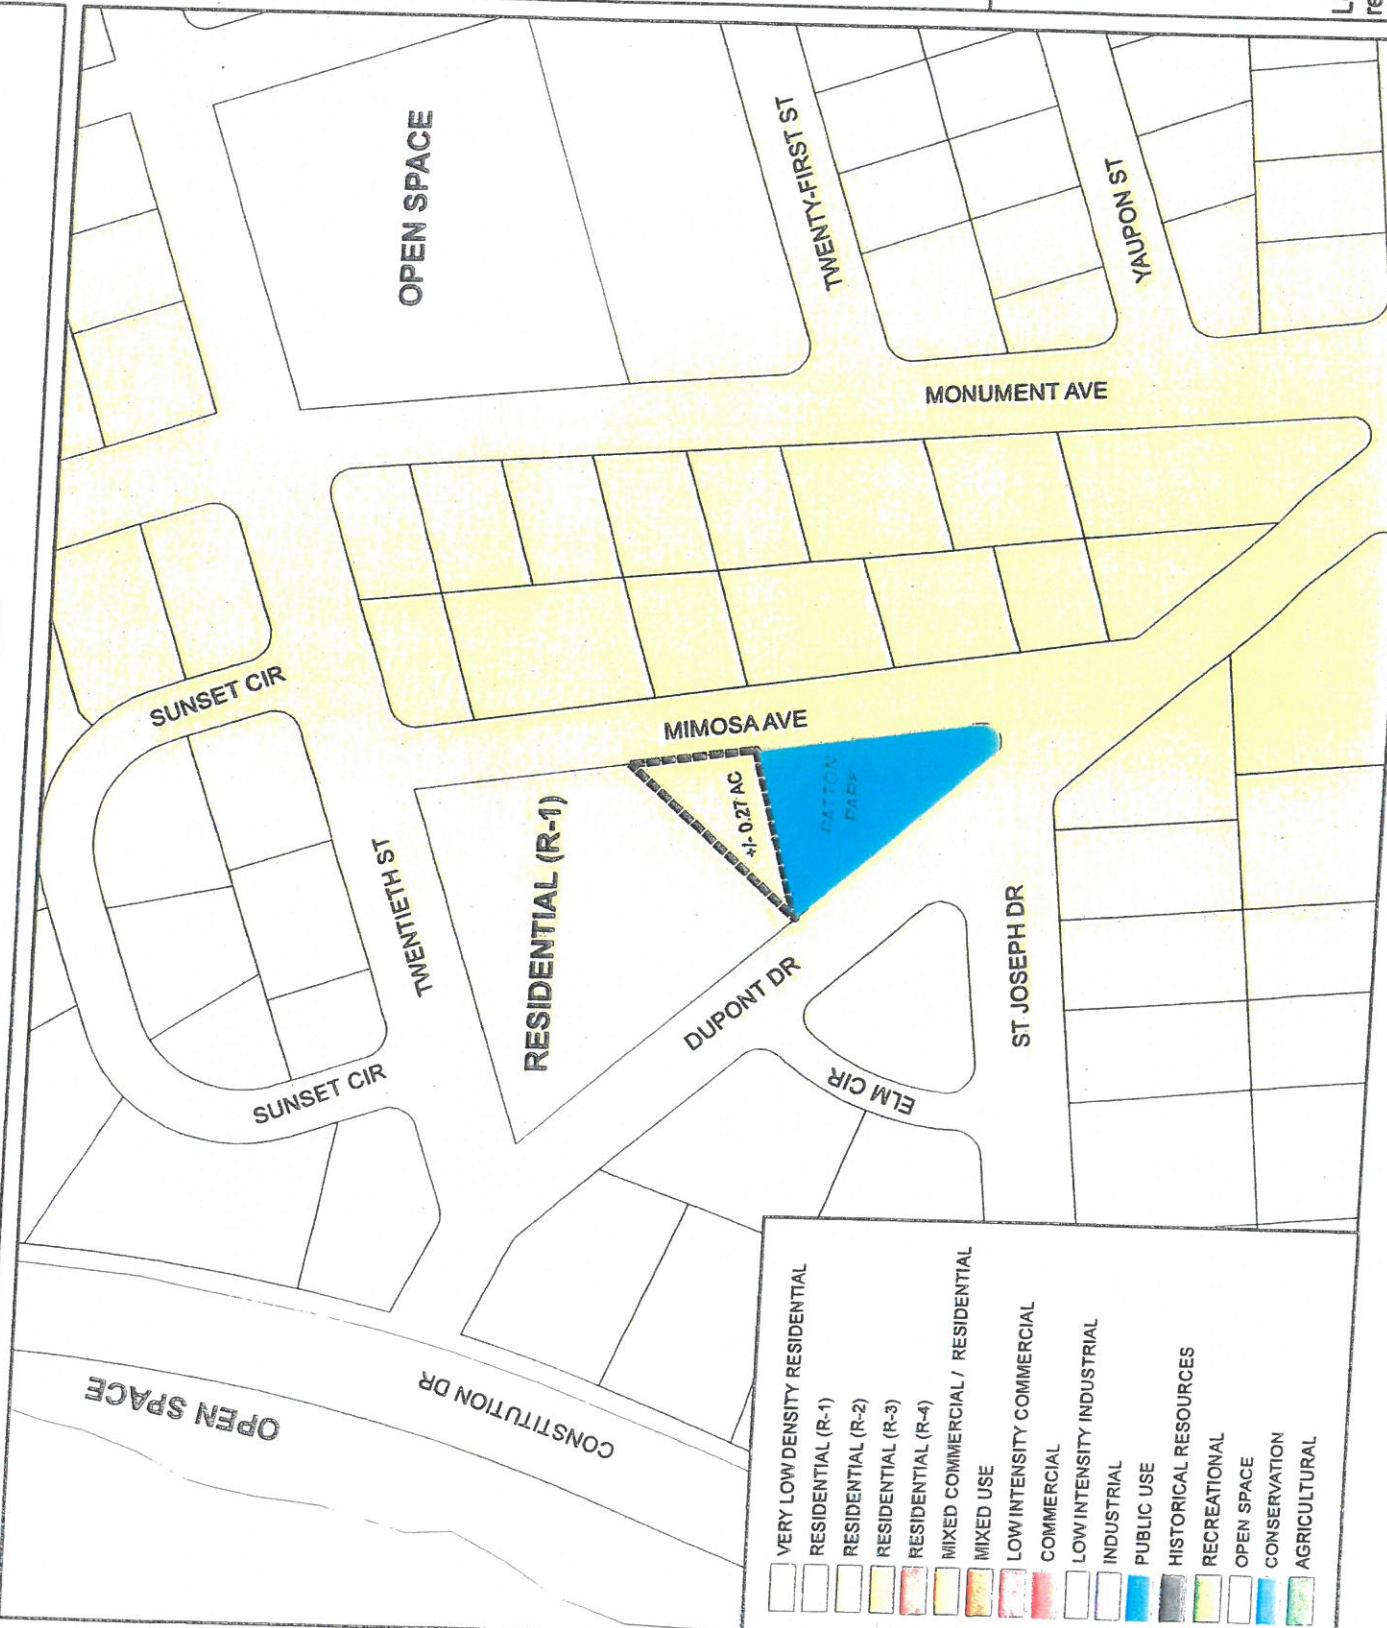 OPEN SPACE
TWENTY-FIRST ST
YAUPON ST
MONUMENT AVE
SUNSET CIR
MIMOSA AVE
TWENTIETH ST
RESIDENTIAL (R-1)
+/- 0.27 AC
PATTON
PARK
DUPONT DR
ST JOSEPH DR
SUNSET CIR
ELM CIR
OPEN SPACE
CONSTITUTION DR
VERY LOW DENSITY RESIDENTIAL
RESIDENTIAL (R-1)
RESIDENTIAL (R-2)
RESIDENTIAL (R-3)
RESIDENTIAL (R-4)
MIXED COMMERCIAL / RESIDENTIAL
MIXED USE
LOW INTENSITY COMMERCIAL
COMMERCIAL
LOW INTENSITY INDUSTRIAL
INDUSTRIAL
PUBLIC USE
HISTORICAL RESOURCES
RECREATIONAL
OPEN SPACE
CONSERVATION
AGRICULTURAL